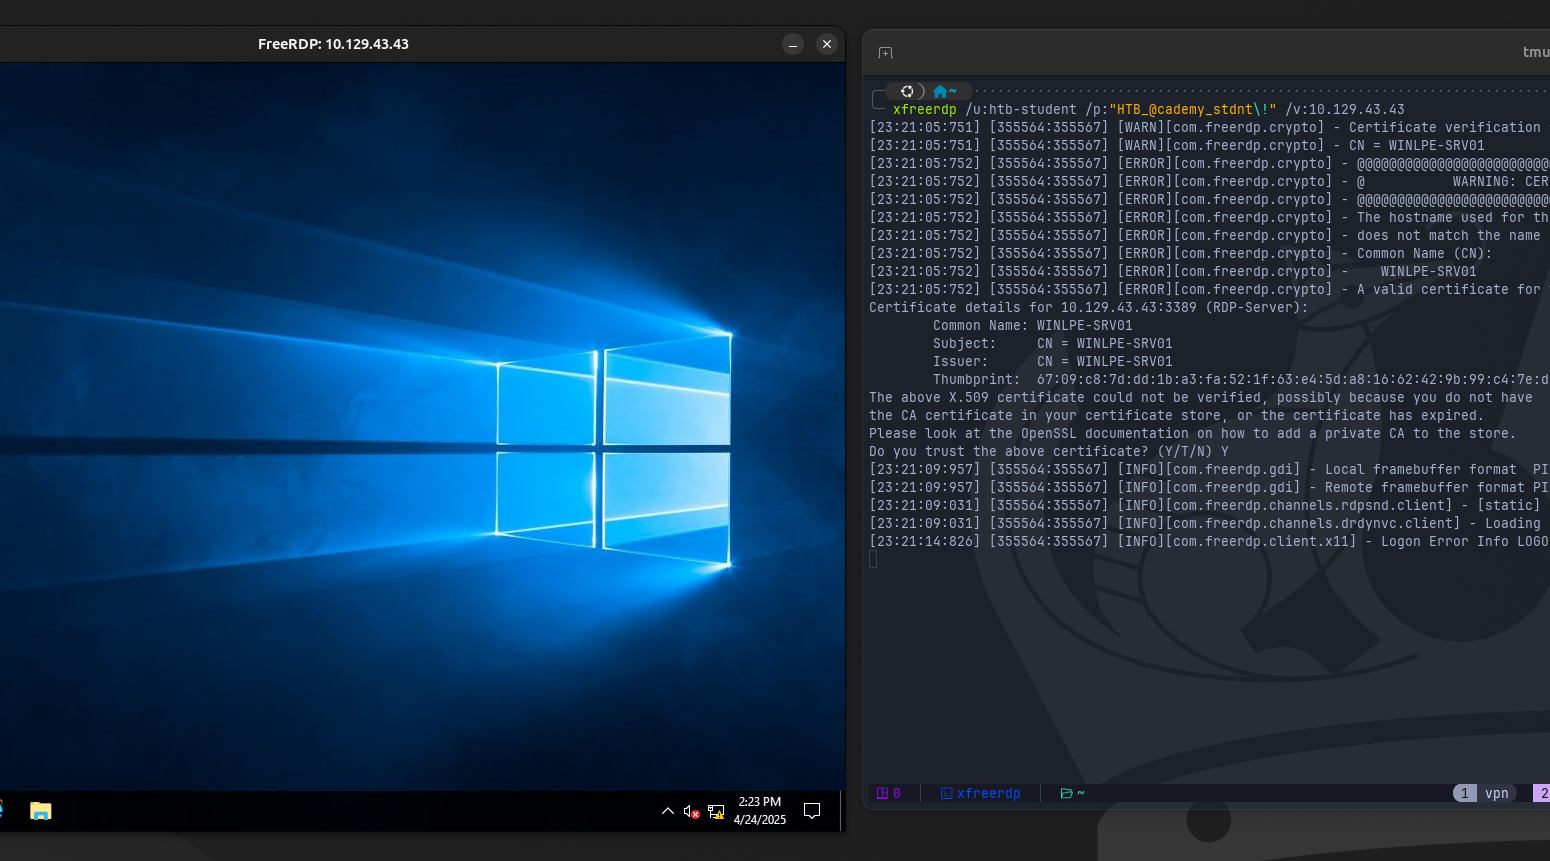 FreeRDP: 10.129.43.43
2:23 PM
4/24/2025
tmu
~
xfreerdp /u:htb-student /p:"HTB_@cademy_stdnt\!" /v:10.129.43.43
[23:21:05:751] [355564:355567] [WARN][com.freerdp.crypto] - Certificate verification
[23:21:05:751] [355564:355567] [WARN][com.freerdp.crypto] - CN = WINLPE-SRV01
[23:21:05:752] [355564:355567] [ERROR][com.freerdp.crypto] - @@@@@@@@@@@@@@@@@@@@@@@@
[23:21:05:752] [355564:355567] [ERROR][com.freerdp.crypto] - @           WARNING: CER
[23:21:05:752] [355564:355567] [ERROR][com.freerdp.crypto] - @@@@@@@@@@@@@@@@@@@@@@@@
[23:21:05:752] [355564:355567] [ERROR][com.freerdp.crypto] - The hostname used for th
[23:21:05:752] [355564:355567] [ERROR][com.freerdp.crypto] - does not match the name
[23:21:05:752] [355564:355567] [ERROR][com.freerdp.crypto] - Common Name (CN):
[23:21:05:752] [355564:355567] [ERROR][com.freerdp.crypto] -    WINLPE-SRV01
[23:21:05:752] [355564:355567] [ERROR][com.freerdp.crypto] - A valid certificate for
Certificate details for 10.129.43.43:3389 (RDP-Server):
Common Name: WINLPE-SRV01
Subject:     CN = WINLPE-SRV01
Issuer:      CN = WINLPE-SRV01
Thumbprint:  67:09:c8:7d:dd:1b:a3:fa:52:1f:63:e4:5d:a8:16:62:42:9b:99:c4:7e:d
The above X.509 certificate could not be verified, possibly because you do not have
the CA certificate in your certificate store, or the certificate has expired.
Please look at the OpenSSL documentation on how to add a private CA to the store.
Do you trust the above certificate? (Y/T/N) Y
[23:21:09:957] [355564:355567] [INFO][com.freerdp.gdi] - Local framebuffer format  PI
[23:21:09:957] [355564:355567] [INFO][com.freerdp.gdi] - Remote framebuffer format PI
[23:21:09:031] [355564:355567] [INFO][com.freerdp.channels.rdpsnd.client] - [static]
[23:21:09:031] [355564:355567] [INFO][com.freerdp.channels.drdynvc.client] - Loading
[23:21:14:826] [355564:355567] [INFO][com.freerdp.client.x11] - Logon Error Info LOGO
0 xfreerdp ~ 1 vpn 2